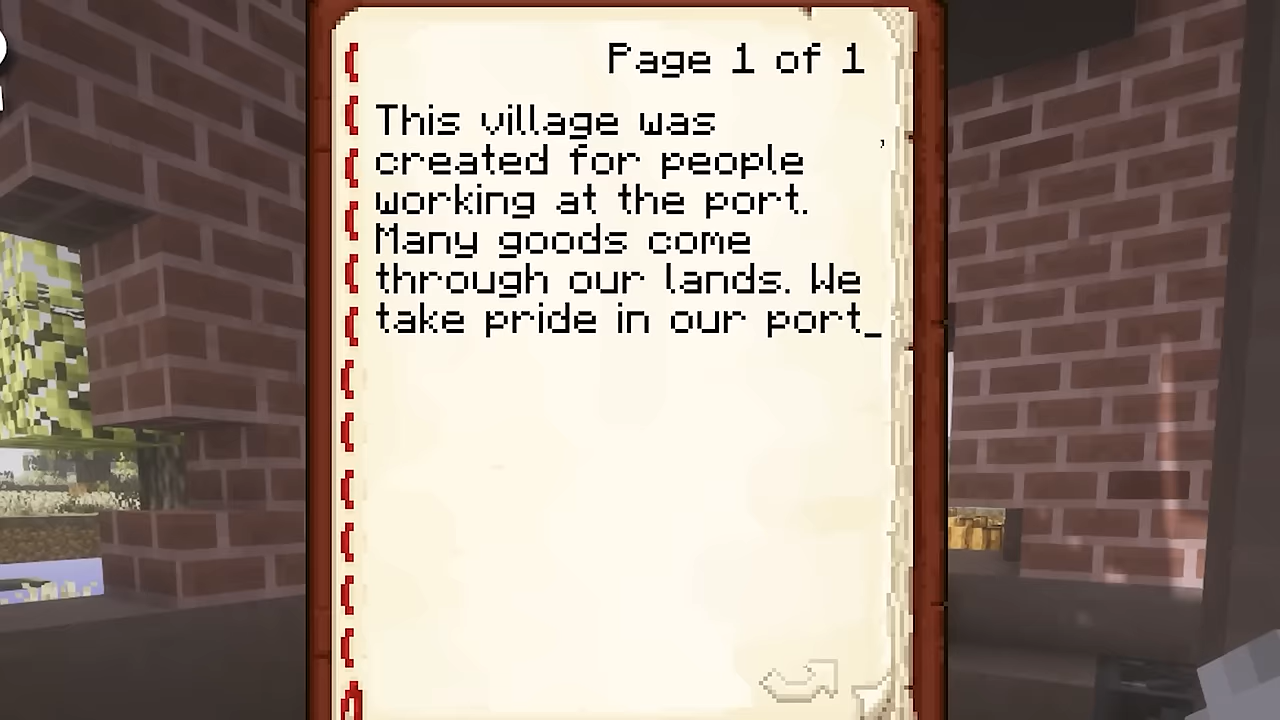 Page 1 of 1
This village was
created for people
working at the port.
Many goods come
through our lands. We
take pride in our port_